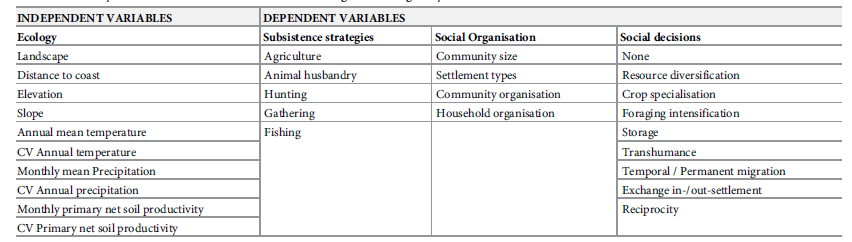 INDEPENDENT VARIABLES DEPENDENT VARIABLES
Ecology Subsistence strategies Social Organisation Social decisions
Landscape Agriculture Community size None
Distance to coast Animal husbandry Settlement types Resource diversification
Elevation Hunting Community organisation Crop specialisation
Slope Gathering Household organisation Foraging intensification
Annual mean temperature Fishing Storage
CV Annual temperature Transhumance
Monthly mean Precipitation Temporal / Permanent migration
CV Annual precipitation Exchange in-/out-settlement
Monthly primary net soil productivity Reciprocity
CV Primary net soil productivity